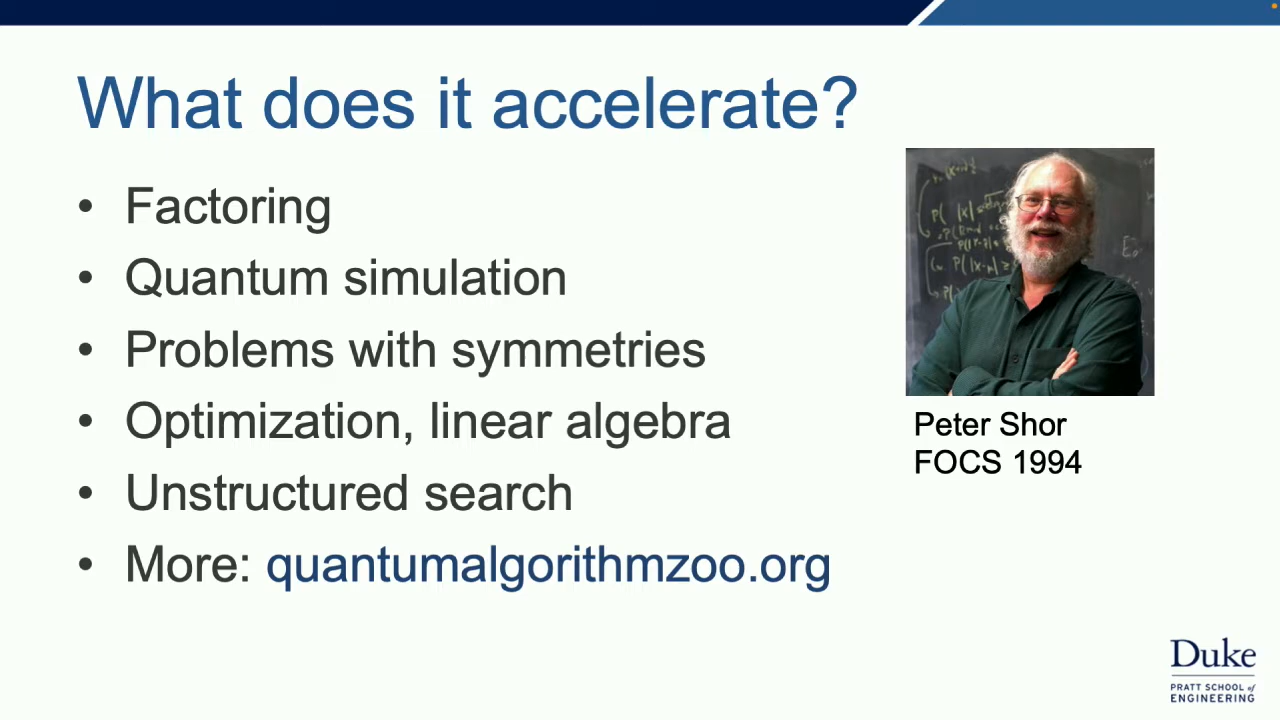 What does it accelerate?
• Factoring
• Quantum simulation
• Problems with symmetries
• Optimization, linear algebra
• Unstructured search
• More: quantumalgorithmzoo.org
Peter Shor
FOCS 1994
Duke
PRATT SCHOOL of
ENGINEERING